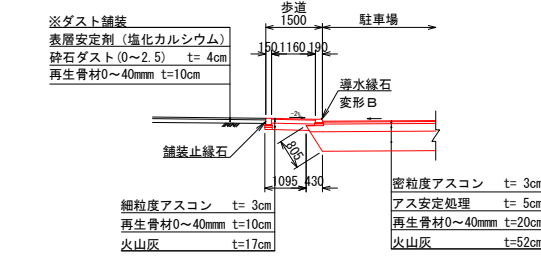 ※ダスト舗装
表層安定剤（塩化カルシウム）
砕石ダスト(0～2.5) t= 4cm
再生骨材0～40mmm t=10cm
歩道
1500
駐車場
150 1160 190
導水縁石
変形Ｂ
-2%
舗装止縁石
805
1095 430
細粒度アスコン t= 3cm
再生骨材0～40mmm t=10cm
火山灰 t=17cm
密粒度アスコン t= 3cm
アス安定処理 t= 5cm
再生骨材0～40mmm t=20cm
火山灰 t=52cm